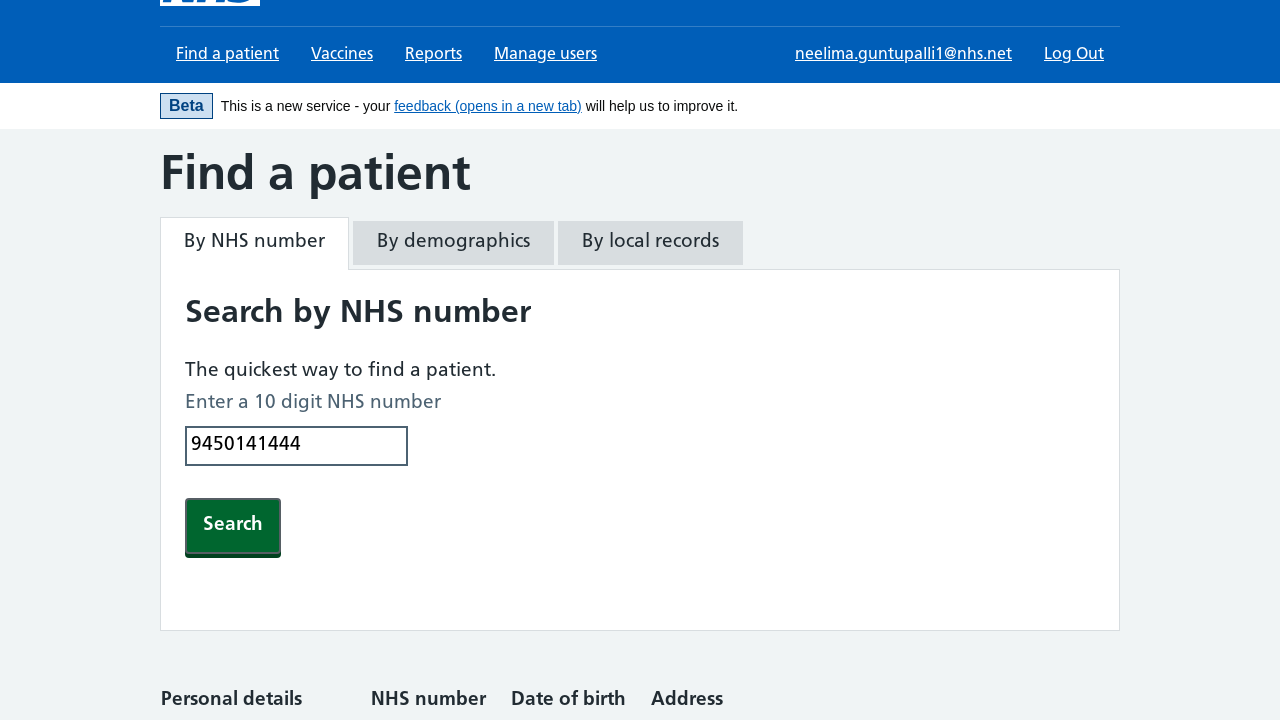 Find a patient Vaccines Reports Manage users neelima.guntupalli1@nhs.net Log Out
Beta This is a new service - your feedback (opens in a new tab) will help us to improve it.
Find a patient
By NHS number By demographics By local records
Search by NHS number
The quickest way to find a patient.
Enter a 10 digit NHS number
9450141444
Search
Personal details NHS number Date of birth Address